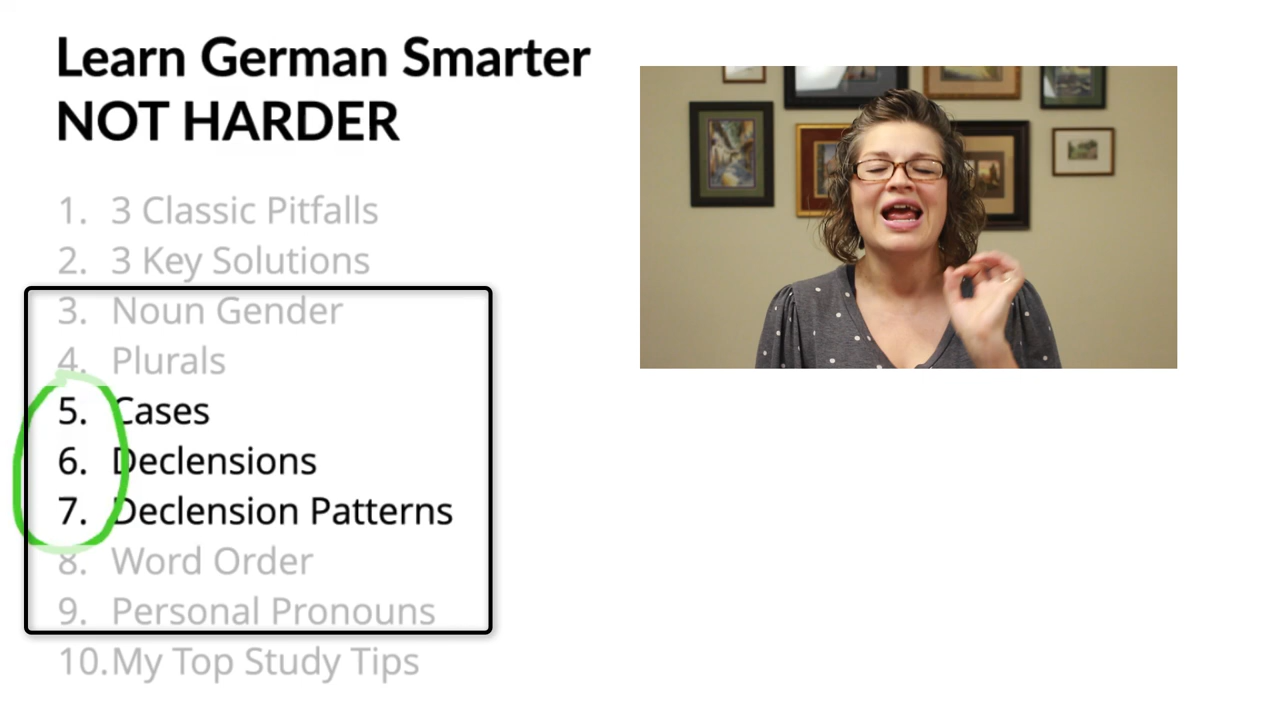 Learn German Smarter
NOT HARDER
1. 3 Classic Pitfalls
2. 3 Key Solutions
3. Noun Gender
4. Plurals
5. Cases
6. Declensions
7. Declension Patterns
8. Word Order
9. Personal Pronouns
10. My Top Study Tips